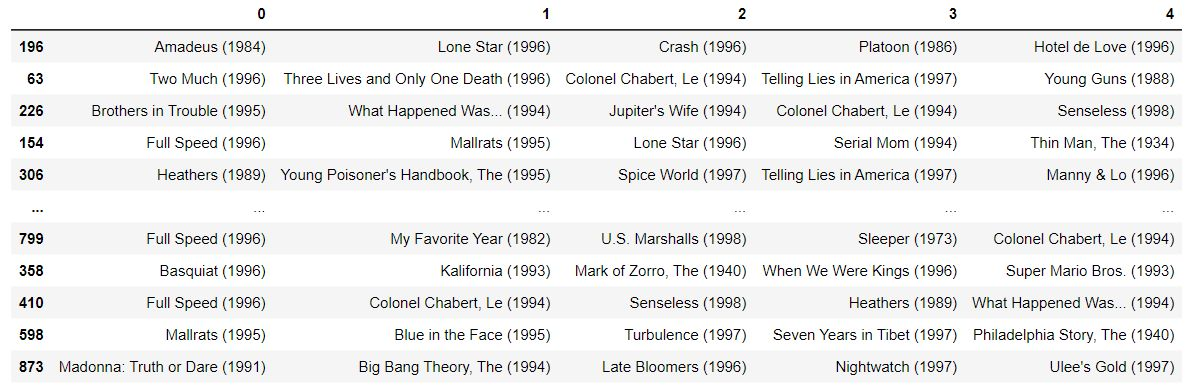 0 1 2 3 4
196 Amadeus (1984) Lone Star (1996) Crash (1996) Platoon (1986) Hotel de Love (1996)
63 Two Much (1996) Three Lives and Only One Death (1996) Colonel Chabert, Le (1994) Telling Lies in America (1997) Young Guns (1988)
226 Brothers in Trouble (1995) What Happened Was... (1994) Jupiter's Wife (1994) Colonel Chabert, Le (1994) Senseless (1998)
154 Full Speed (1996) Mallrats (1995) Lone Star (1996) Serial Mom (1994) Thin Man, The (1934)
306 Heathers (1989) Young Poisoner's Handbook, The (1995) Spice World (1997) Telling Lies in America (1997) Manny & Lo (1996)
... ... ... ... ... ...
799 Full Speed (1996) My Favorite Year (1982) U.S. Marshalls (1998) Sleeper (1973) Colonel Chabert, Le (1994)
358 Basquiat (1996) Kalifornia (1993) Mark of Zorro, The (1940) When We Were Kings (1996) Super Mario Bros. (1993)
410 Full Speed (1996) Colonel Chabert, Le (1994) Senseless (1998) Heathers (1989) What Happened Was... (1994)
598 Mallrats (1995) Blue in the Face (1995) Turbulence (1997) Seven Years in Tibet (1997) Philadelphia Story, The (1940)
873 Madonna: Truth or Dare (1991) Big Bang Theory, The (1994) Late Bloomers (1996) Nightwatch (1997) Ulee's Gold (1997)